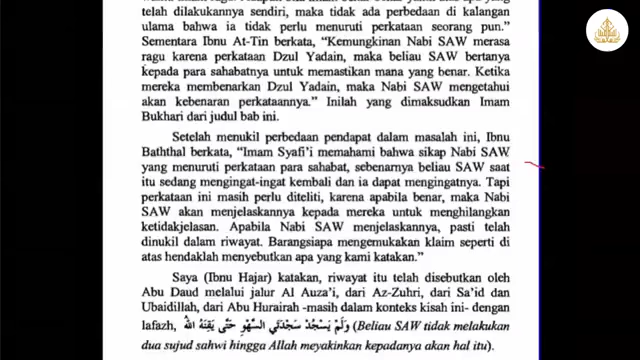 telah dilakukannya sendiri, maka tidak ada perbedaan di kalangan
ulama bahwa ia tidak perlu menuruti perkataan seorang pun."
Sementara Ibnu At-Tin berkata, "Kemungkinan Nabi SAW merasa
ragu karena perkataan Dzul Yadain, maka beliau SAW bertanya
kepada para sahabatnya untuk memastikan mana yang benar. Ketika
mereka membenarkan Dzul Yadain, maka Nabi SAW mengetahui
akan kebenaran perkataannya." Inilah yang dimaksudkan Imam
Bukhari dari judul bab ini.
Setelah menukil perbedaan pendapat dalam masalah ini, Ibnu
Baththal berkata, "Imam Syafi'i memahami bahwa sikap Nabi SAW
yang menuruti perkataan para sahabat, sebenarnya beliau SAW saat
itu sedang mengingat-ingat kembali dan ia dapat mengingatnya. Tapi
perkataan ini masih perlu diteliti, karena apabila benar, maka Nabi
SAW akan menjelaskannya kepada mereka untuk menghilangkan
ketidakjelasan. Apabila Nabi SAW menjelaskannya, pasti telah
dinukil dalam riwayat. Barangsiapa mengemukakan klaim seperti di
atas hendaklah menyebutkan apa yang kami katakan."
Saya (Ibnu Hajar) katakan, riwayat itu telah disebutkan oleh
Abu Daud melalui jalur Al Auza'i, dari Az-Zuhri, dari Sa'id dan
Ubaidillah, dari Abu Hurairah -masih dalam konteks kisah ini- dengan
lafazh, وَلَمْ يَسْجُدْ سَجْدَتَيِ السَّهْوِ حَتَّى يَقَّنَهُ اللهُ (Beliau SAW tidak melakukan
dua sujud sahwi hingga Allah meyakinkan kepadanya akan hal itu).